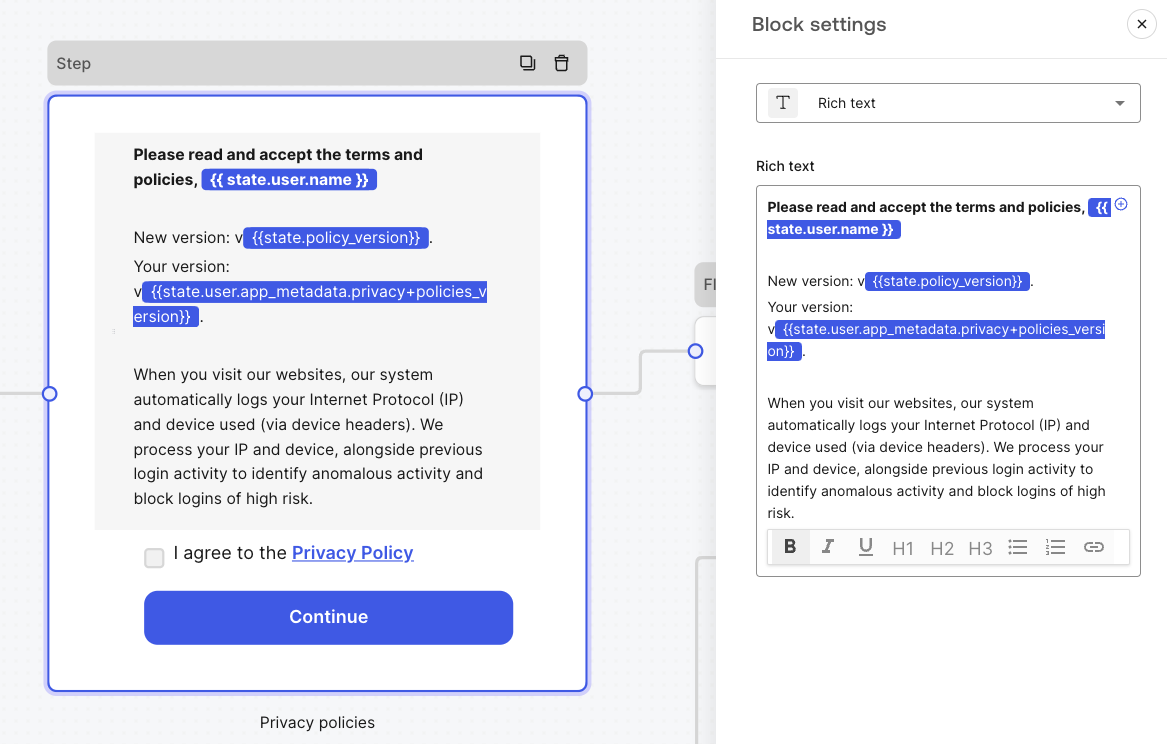 Step
Please read and accept the terms and
policies, {{ state.user.name }}
New version: v {{state.policy_version}} .
Your version:
v {{state.user.app_metadata.privacy+policies_v
ersion}} .
When you visit our websites, our system
automatically logs your Internet Protocol (IP)
and device used (via device headers). We
process your IP and device, alongside previous
login activity to identify anomalous activity and
block logins of high risk.
I agree to the Privacy Policy
Continue
Privacy policies
Block settings
T Rich text
Rich text
Please read and accept the terms and policies, {{
state.user.name }}
New version: v {{state.policy_version}} .
Your version:
v {{state.user.app_metadata.privacy+policies_versi
on}} .
When you visit our websites, our system
automatically logs your Internet Protocol (IP) and
device used (via device headers). We process your
IP and device, alongside previous login activity to
identify anomalous activity and block logins of high
risk.
B I U H1 H2 H3